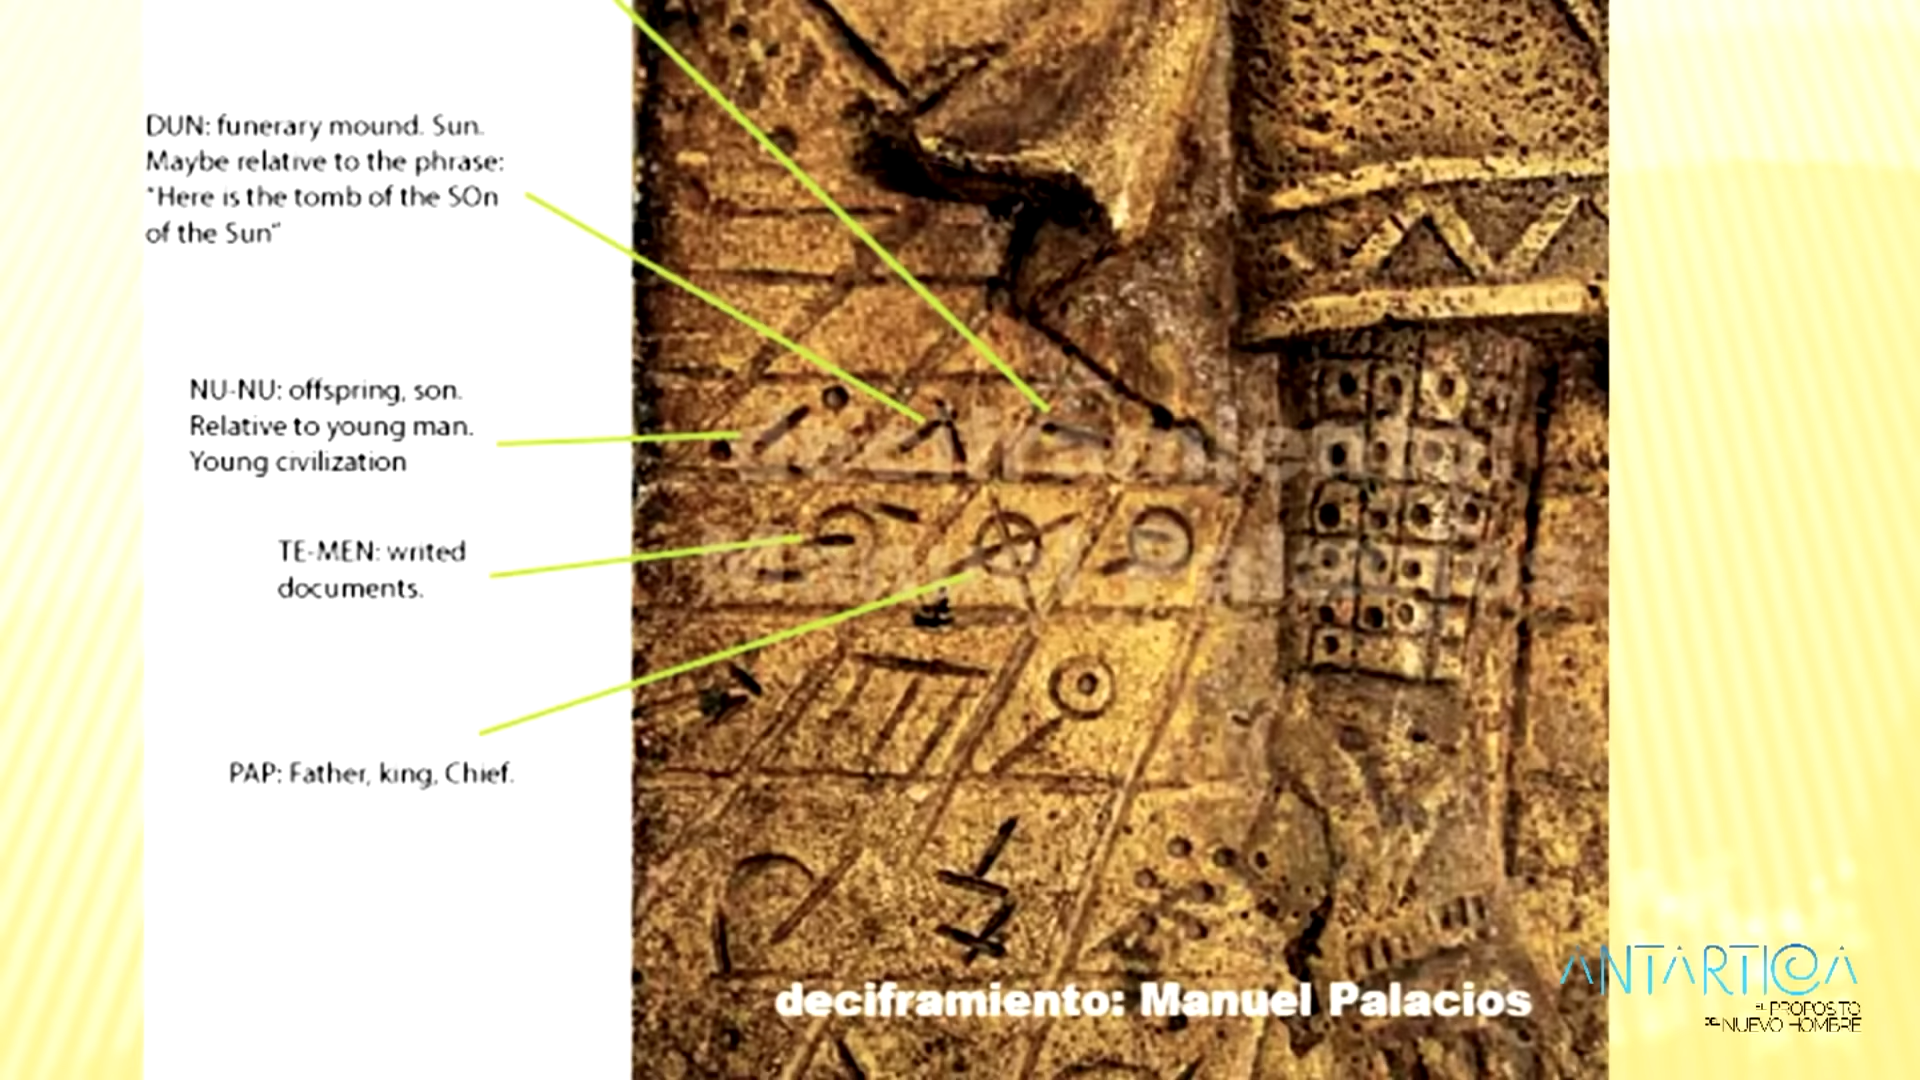 DUN: funerary mound. Sun.
Maybe relative to the phrase:
"Here is the tomb of the SOn
of the Sun"
NU-NU: offspring, son.
Relative to young man.
Young civilization
TE-MEN: writed
documents.
PAP: Father, king, Chief.
deciframiento: Manuel Palacios
ANTARTICA
EL PROPOSITO
DEL NUEVO HOMBRE